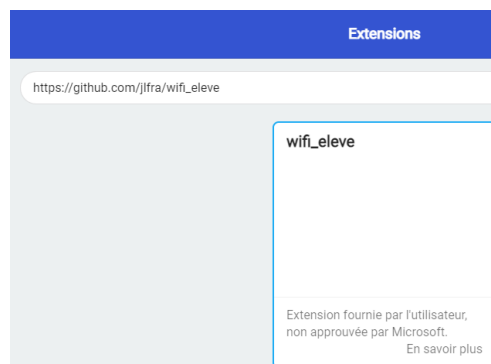 Extensions
https://github.com/jlfra/wifi_eleve
wifi_eleve
Extension fournie par l'utilisateur,
non approuvée par Microsoft.
En savoir plus